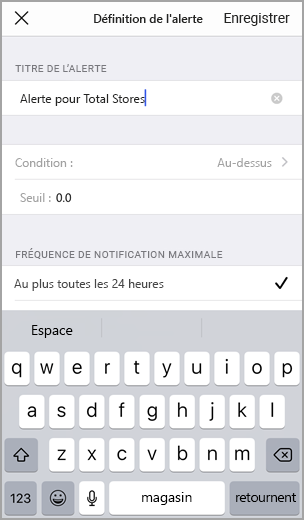 Définition de l'alerte Enregistrer
TITRE DE L'ALERTE
Alerte pour Total Stores
Condition : Au-dessus
Seuil : 0.0
FRÉQUENCE DE NOTIFICATION MAXIMALE
Au plus toutes les 24 heures
Espace
q w e r t y u i o p
a s d f g h j k l
z x c v b n m
123 magasin retournent